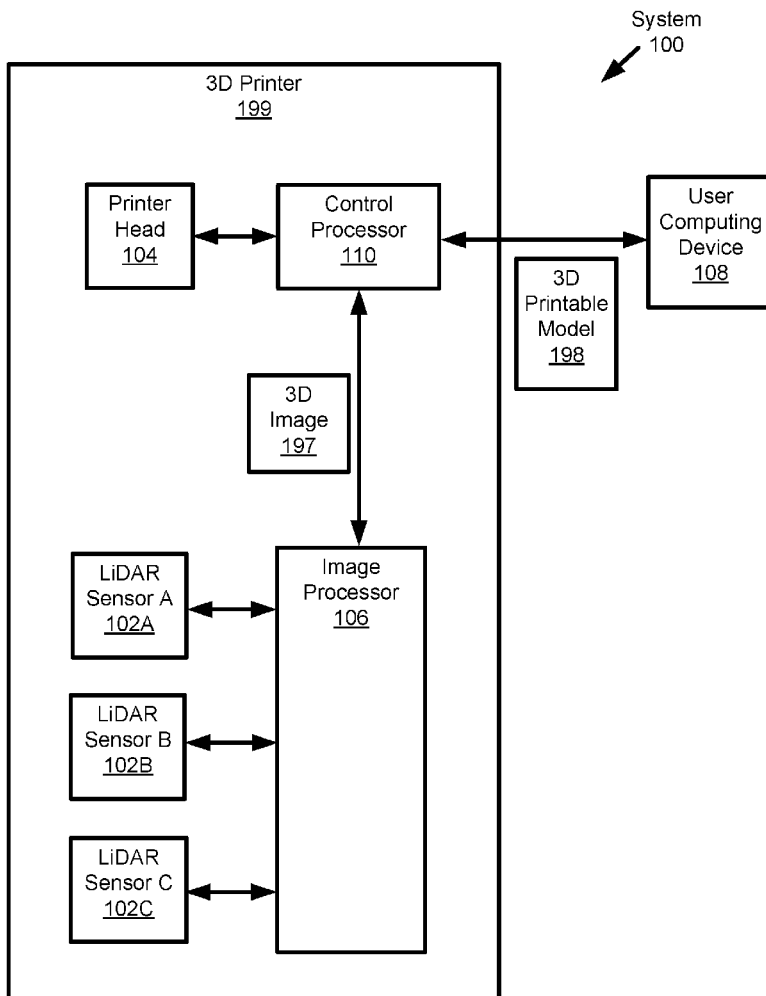 System
100
3D Printer
199
Printer
Head
104
Control
Processor
110
User
Computing
Device
108
3D
Printable
Model
198
3D
Image
197
Image
Processor
106
LiDAR
Sensor A
102A
LiDAR
Sensor B
102B
LiDAR
Sensor C
102C